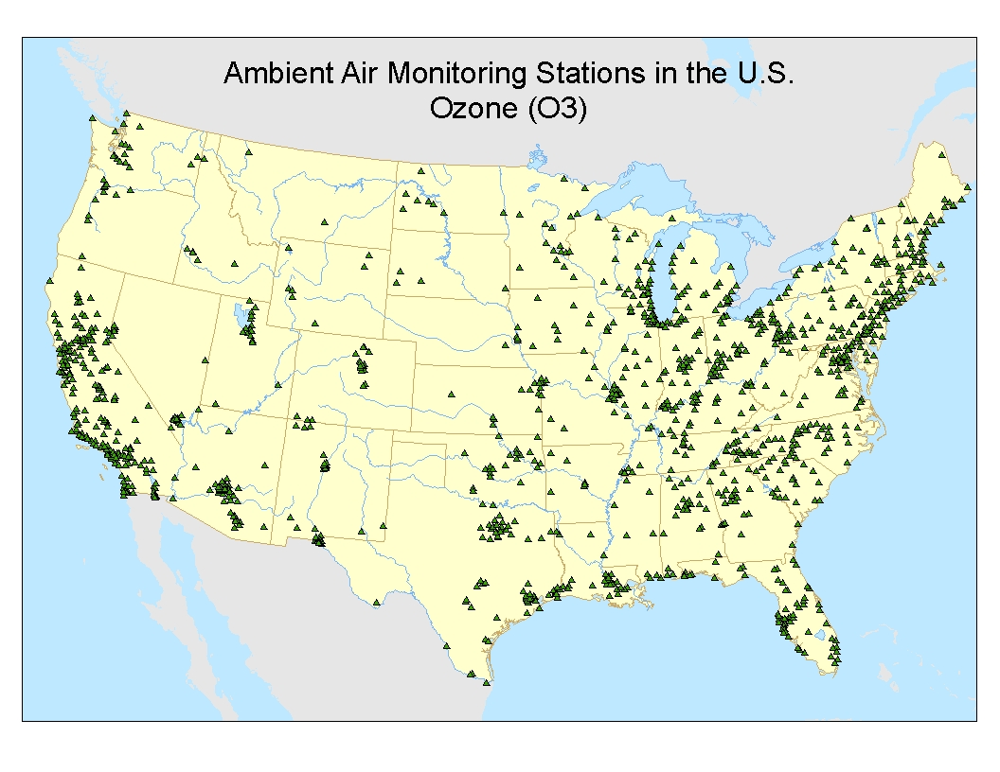 Ambient Air Monitoring Stations in the U.S.
Ozone (O3)